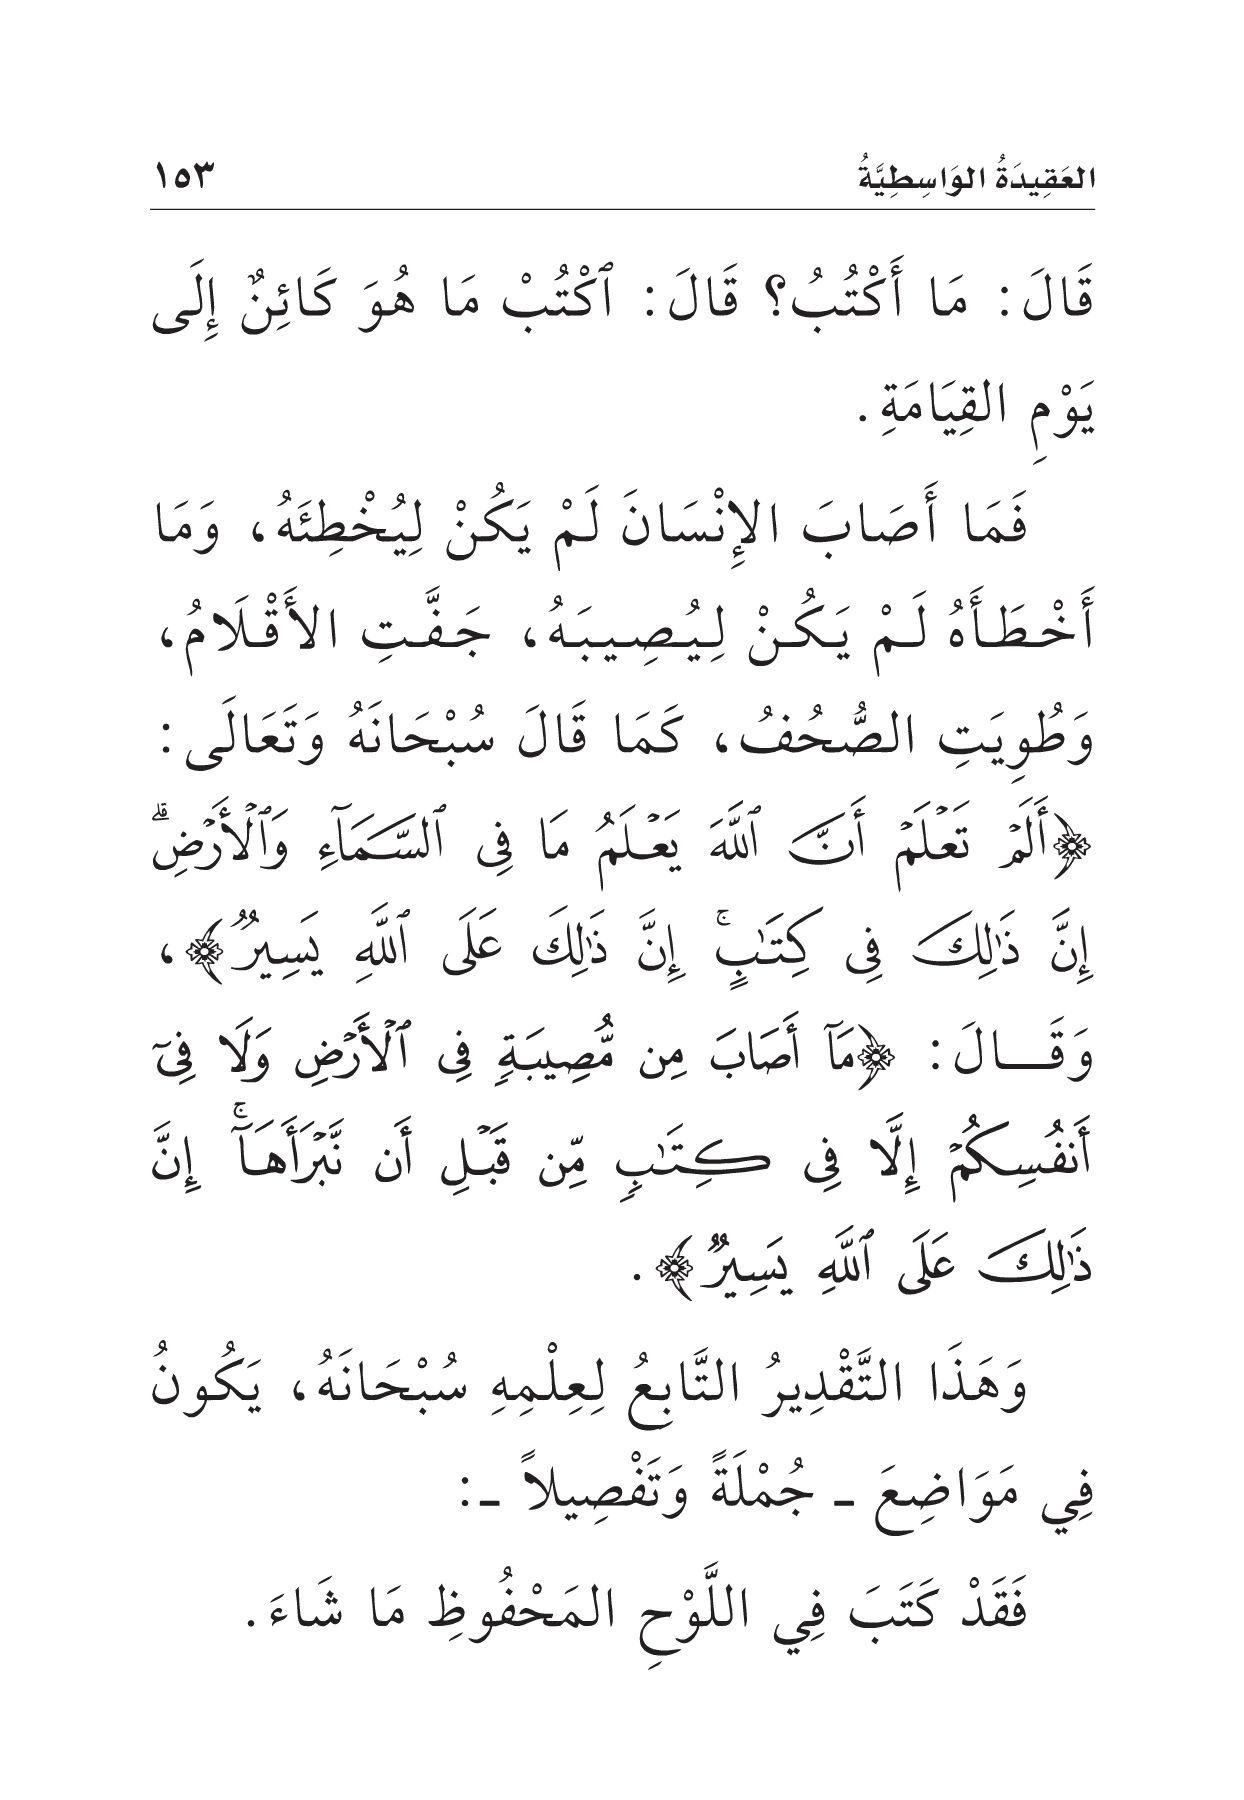 العَقِيدَةُ الوَاسِطِيَّةُ ١٥٣
قَالَ: مَا أَكْتُبُ؟ قَالَ: ٱكْتُبْ مَا هُوَ كَائِنٌ إِلَى
يَوْمِ القِيَامَةِ.
فَمَا أَصَابَ الإِنْسَانَ لَمْ يَكُنْ لِيُخْطِئَهُ، وَمَا
أَخْطَأَهُ لَمْ يَكُنْ لِيُصِيبَهُ، جَفَّتِ الأَقْلَامُ،
وَطُوِيَتِ الصُّحُفُ، كَمَا قَالَ سُبْحَانَهُ وَتَعَالَى:
﴿أَلَمْ تَعْلَمْ أَنَّ ٱللَّهَ يَعْلَمُ مَا فِى ٱلسَّمَآءِ وَٱلْأَرْضِۗ
إِنَّ ذَٰلِكَ فِى كِتَٰبٍۚ إِنَّ ذَٰلِكَ عَلَى ٱللَّهِ يَسِيرٌ﴾،
وَقَـالَ: ﴿مَآ أَصَابَ مِن مُّصِيبَةٍ فِى ٱلْأَرْضِ وَلَا فِىٓ
أَنفُسِكُمْ إِلَّا فِى كِتَٰبٍ مِّن قَبْلِ أَن نَّبْرَأَهَآۚ إِنَّ
ذَٰلِكَ عَلَى ٱللَّهِ يَسِيرٌ﴾.
وَهَذَا التَّقْدِيرُ التَّابِعُ لِعِلْمِهِ سُبْحَانَهُ، يَكُونُ
فِي مَوَاضِعَ ـ جُمْلَةً وَتَفْصِيلاً ـ:
فَقَدْ كَتَبَ فِي اللَّوْحِ المَحْفُوظِ مَا شَاءَ.